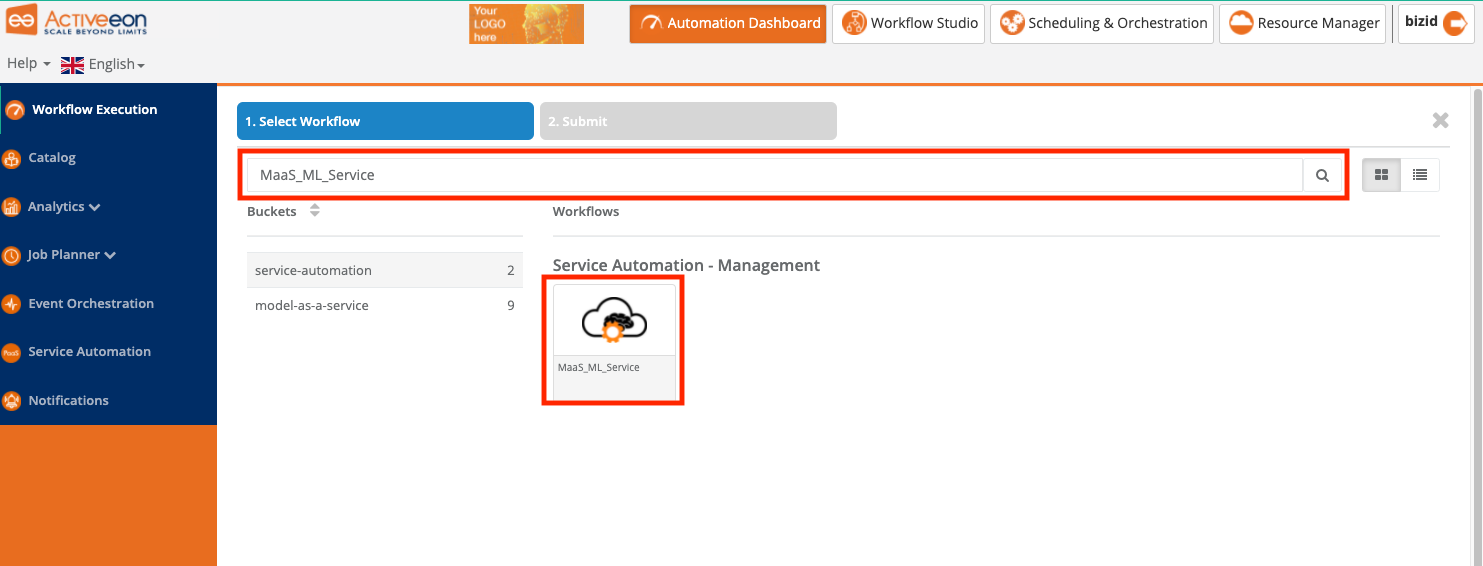 Activeeon
SCALE BEYOND LIMITS
Your
LOGO
here
Automation Dashboard
Workflow Studio
Scheduling & Orchestration
Resource Manager
bizid
Help
English
Workflow Execution
Catalog
Analytics
Job Planner
Event Orchestration
PaaS
Service Automation
Notifications
1. Select Workflow
2. Submit
MaaS_ML_Service
Buckets
Workflows
service-automation 2
model-as-a-service 9
Service Automation - Management
MaaS_ML_Service